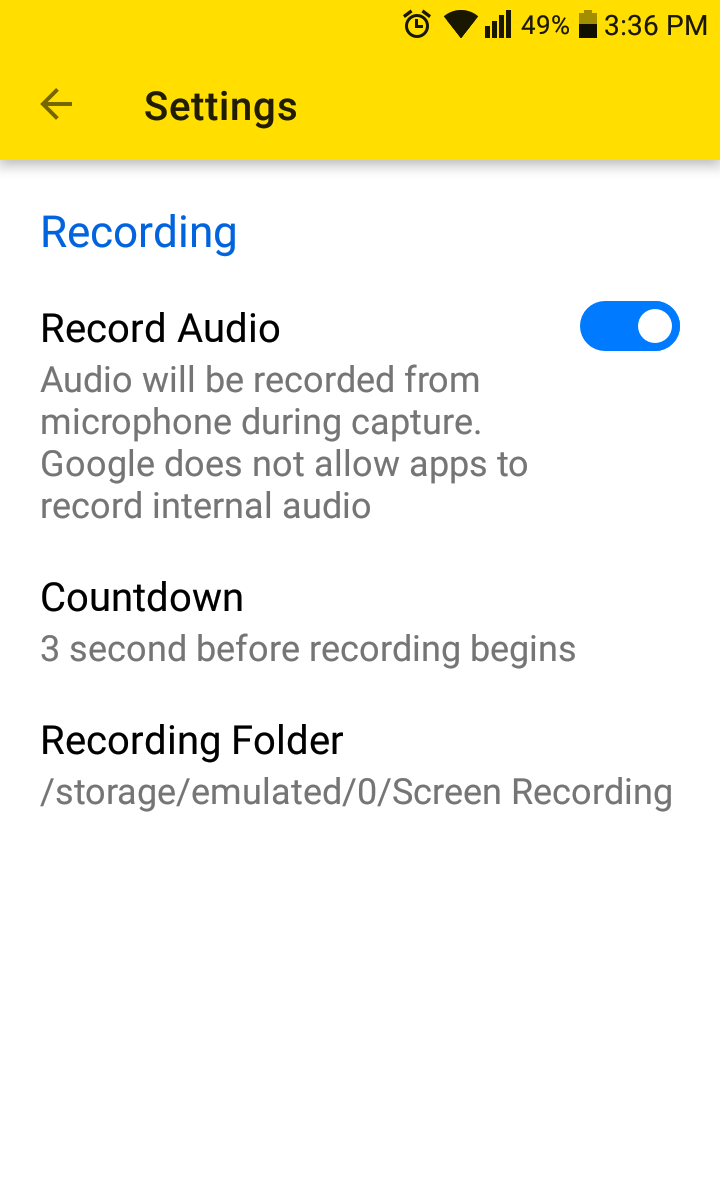 49% 3:36 PM
Settings
Recording
Record Audio
Audio will be recorded from
microphone during capture.
Google does not allow apps to
record internal audio
Countdown
3 second before recording begins
Recording Folder
/storage/emulated/0/Screen Recording